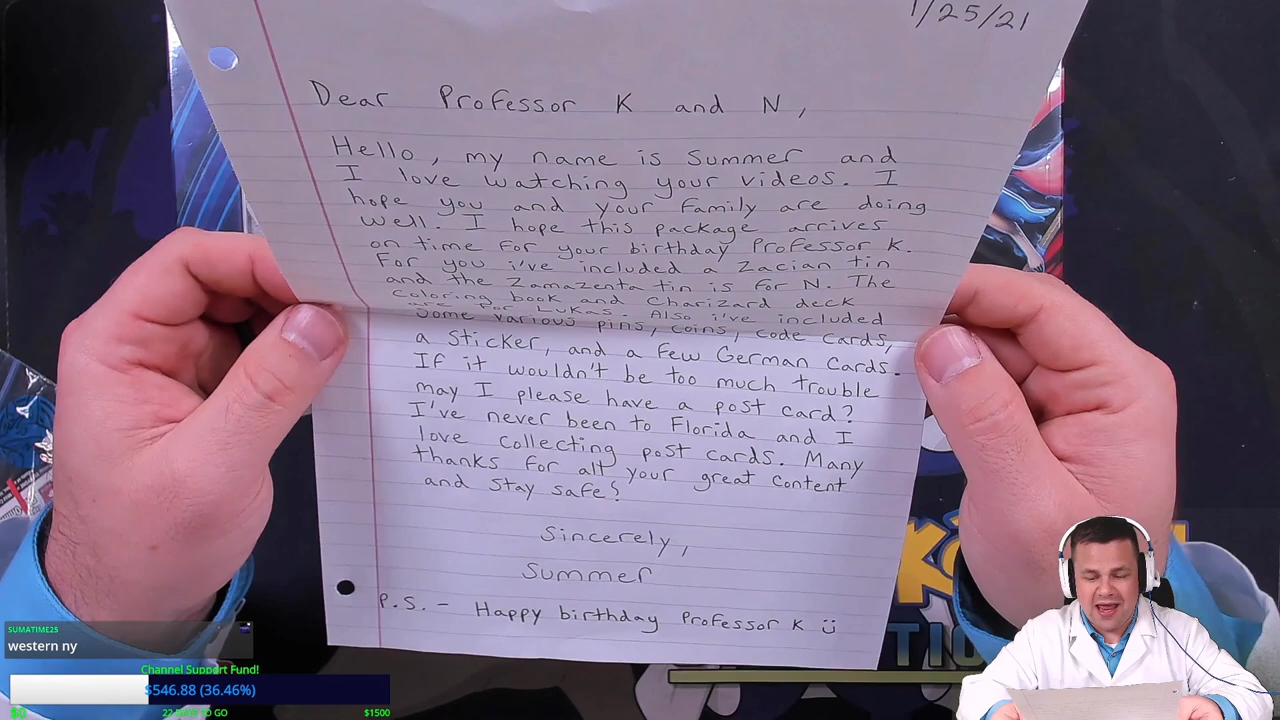 1/25/21
Dear Professor K and N,
Hello, my name is Summer and
I love watching your videos. I
hope you and your family are doing
well. I hope this package arrives
on time for your birthday Professor K.
For you i've included a Zacian tin
and the Zamazenta tin is for N. The
coloring book and Charizard deck
are for Lukas. Also i've included
some various pins, coins, code cards,
a sticker, and a few German cards.
If it wouldn't be too much trouble
may I please have a post card?
I've never been to Florida and I
love collecting post cards. Many
thanks for all your great content
and stay safe!
Sincerely,
Summer
P.S. - Happy birthday Professor K ü
SUMATIME25
western ny
Channel Support Fund!
$546.88 (36.46%)
$0
22 DAYS TO GO
$1500